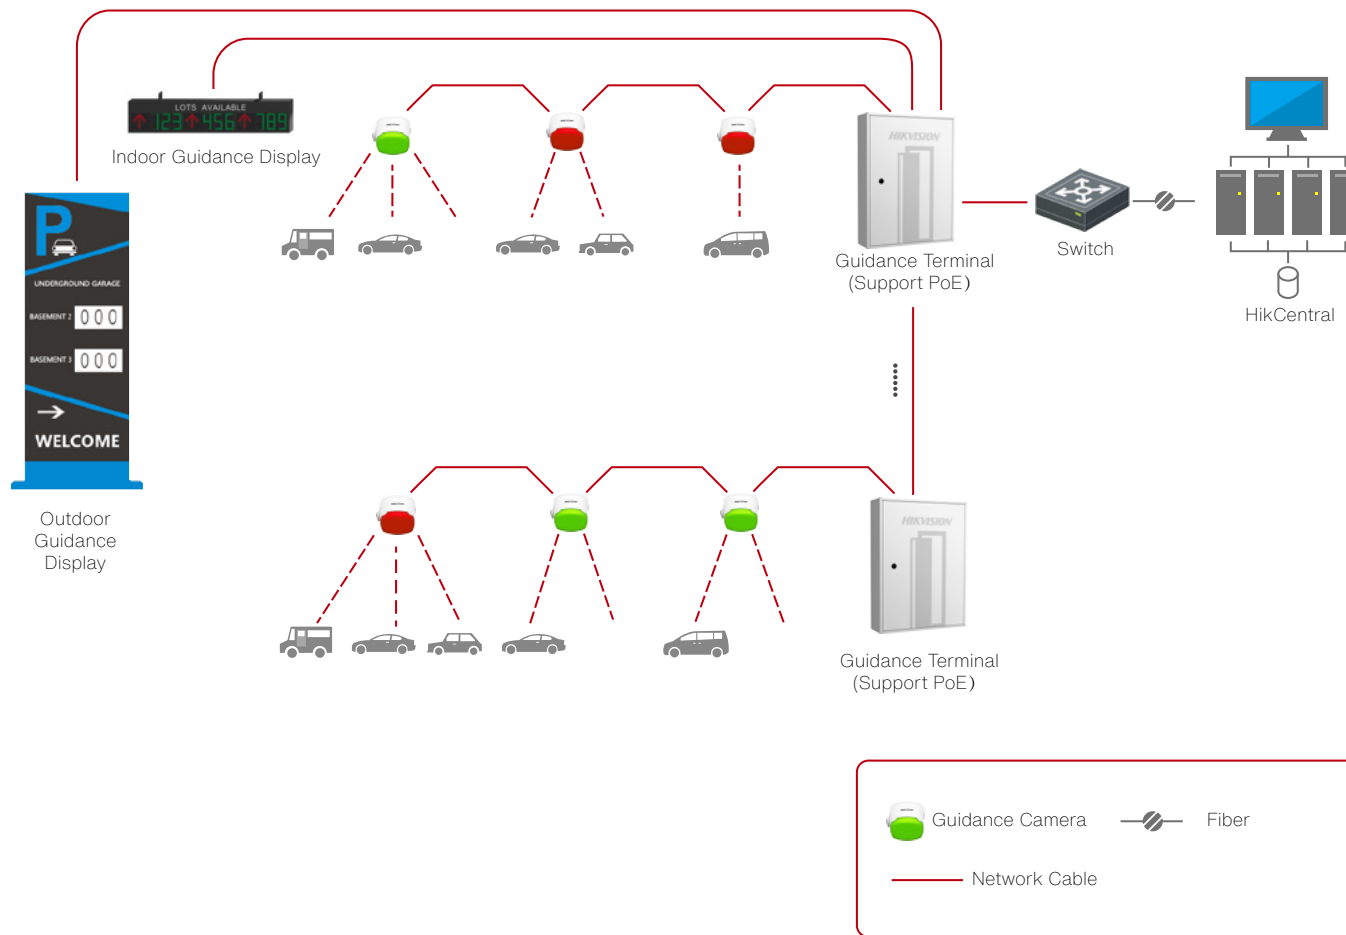 LOTS AVAILABLE
123 456 789
Indoor Guidance Display
P
UNDERGROUND GARAGE
BASEMENT 2 000
BASEMENT 3 000
WELCOME
Outdoor
Guidance
Display
HIKVISION
Guidance Terminal
(Support PoE)
Switch
HikCentral
HIKVISION
Guidance Terminal
(Support PoE)
Guidance Camera
Fiber
Network Cable